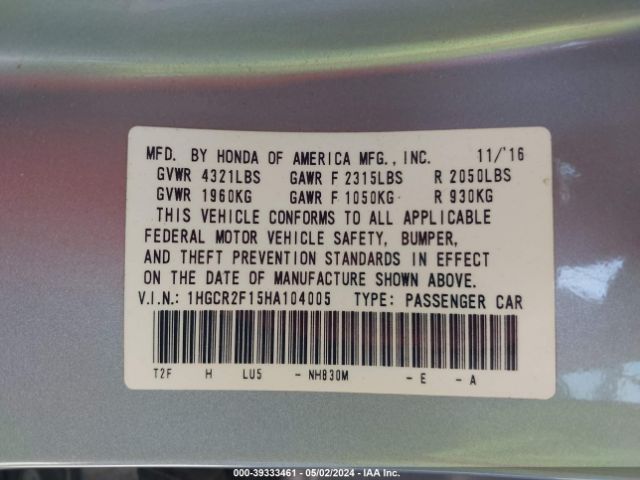 MFD. BY HONDA OF AMERICA MFG., INC. 11/'16
GVWR 4321LBS GAWR F 2315LBS R 2050LBS
GVWR 1960KG GAWR F 1050KG R 930KG
THIS VEHICLE CONFORMS TO ALL APPLICABLE
FEDERAL MOTOR VEHICLE SAFETY, BUMPER,
AND THEFT PREVENTION STANDARDS IN EFFECT
ON THE DATE OF MANUFACTURE SHOWN ABOVE.
V.I.N.: 1HGCR2F15HA104005 TYPE: PASSENGER CAR
T2F H LU5 - NH830M - E - A
000-39333461 - 05/02/2024 - IAA Inc.